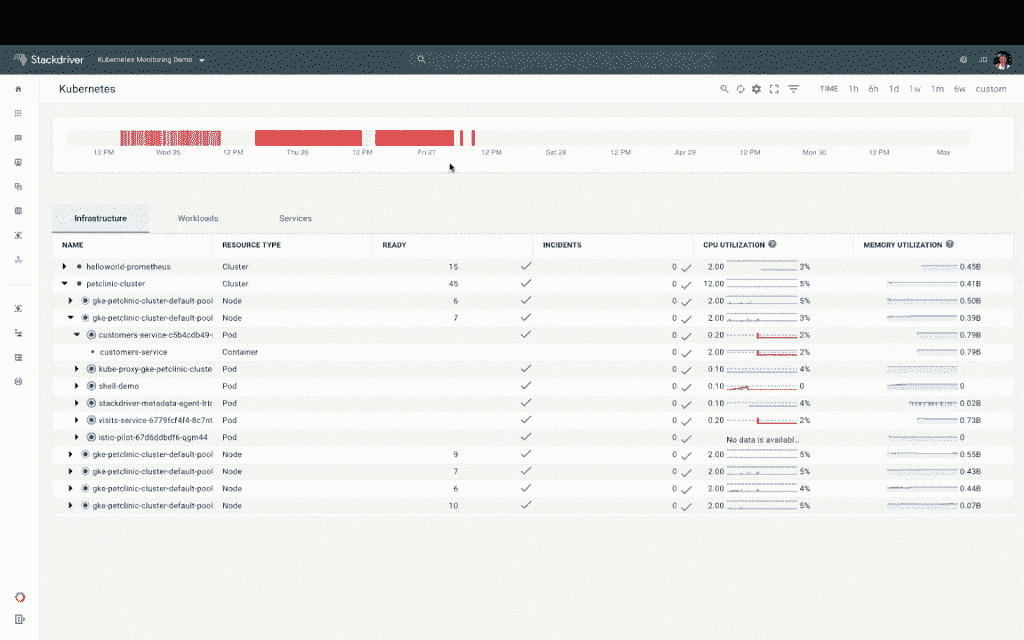 Stackdriver Kubernetes Monitoring Demo JD
Kubernetes TIME 1h 6h 1d 1w 1m 6w custom
12 PM Wed 25 12 PM Thu 26 12 PM Fri 27 12 PM Sat 28 12 PM Apr 29 12 PM Mon 30 12 PM May
Infrastructure Workloads Services
NAME RESOURCE TYPE READY INCIDENTS CPU UTILIZATION MEMORY UTILIZATION
helloworld-prometheus Cluster 15 0 2.00 3% 0.45B
petclinic-cluster Cluster 45 0 12.00 5% 0.41B
gke-petclinic-cluster-default-pool Node 6 0 2.00 5% 0.50B
gke-petclinic-cluster-default-pool Node 7 0 2.00 3% 0.39B
customers-service-c5b4cdb49- Pod 0 0.20 2% 0.79B
customers-service Container 0 2.00 2% 0.79B
kube-proxy-gke-petclinic-cluste Pod 0 0.10 4%
shell-demo Pod 0 0.10 0 0
stackdriver-metadata-agent- Pod 0 0.10 4% 0.02B
visits-service-6779fcf4f4-8c7nt Pod 0 0.20 2% 0.73B
istio-pilot-67d6ddbdf6-qgm44 Pod 0 No data is availabl... 0
gke-petclinic-cluster-default-pool Node 9 0 2.00 5% 0.55B
gke-petclinic-cluster-default-pool Node 7 0 2.00 5% 0.43B
gke-petclinic-cluster-default-pool Node 6 0 2.00 4% 0.44B
gke-petclinic-cluster-default-pool Node 10 0 2.00 5% 0.07B